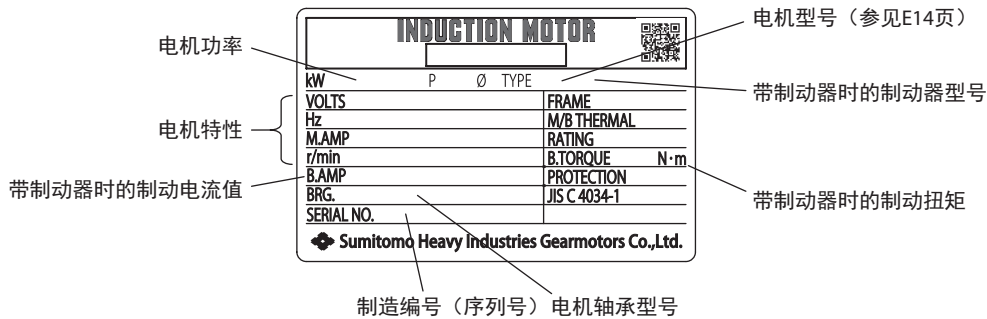 INDUCTION MOTOR
电机型号（参见E14页）
电机功率
kW P Ø TYPE
带制动器时的制动器型号
VOLTS FRAME
Hz M/B THERMAL
电机特性
M.AMP RATING
r/min B.TORQUE N·m
B.AMP PROTECTION
带制动器时的制动电流值
BRG. JIS C 4034-1
带制动器时的制动扭矩
SERIAL NO.
Sumitomo Heavy Industries Gearmotors Co.,Ltd.
制造编号（序列号） 电机轴承型号